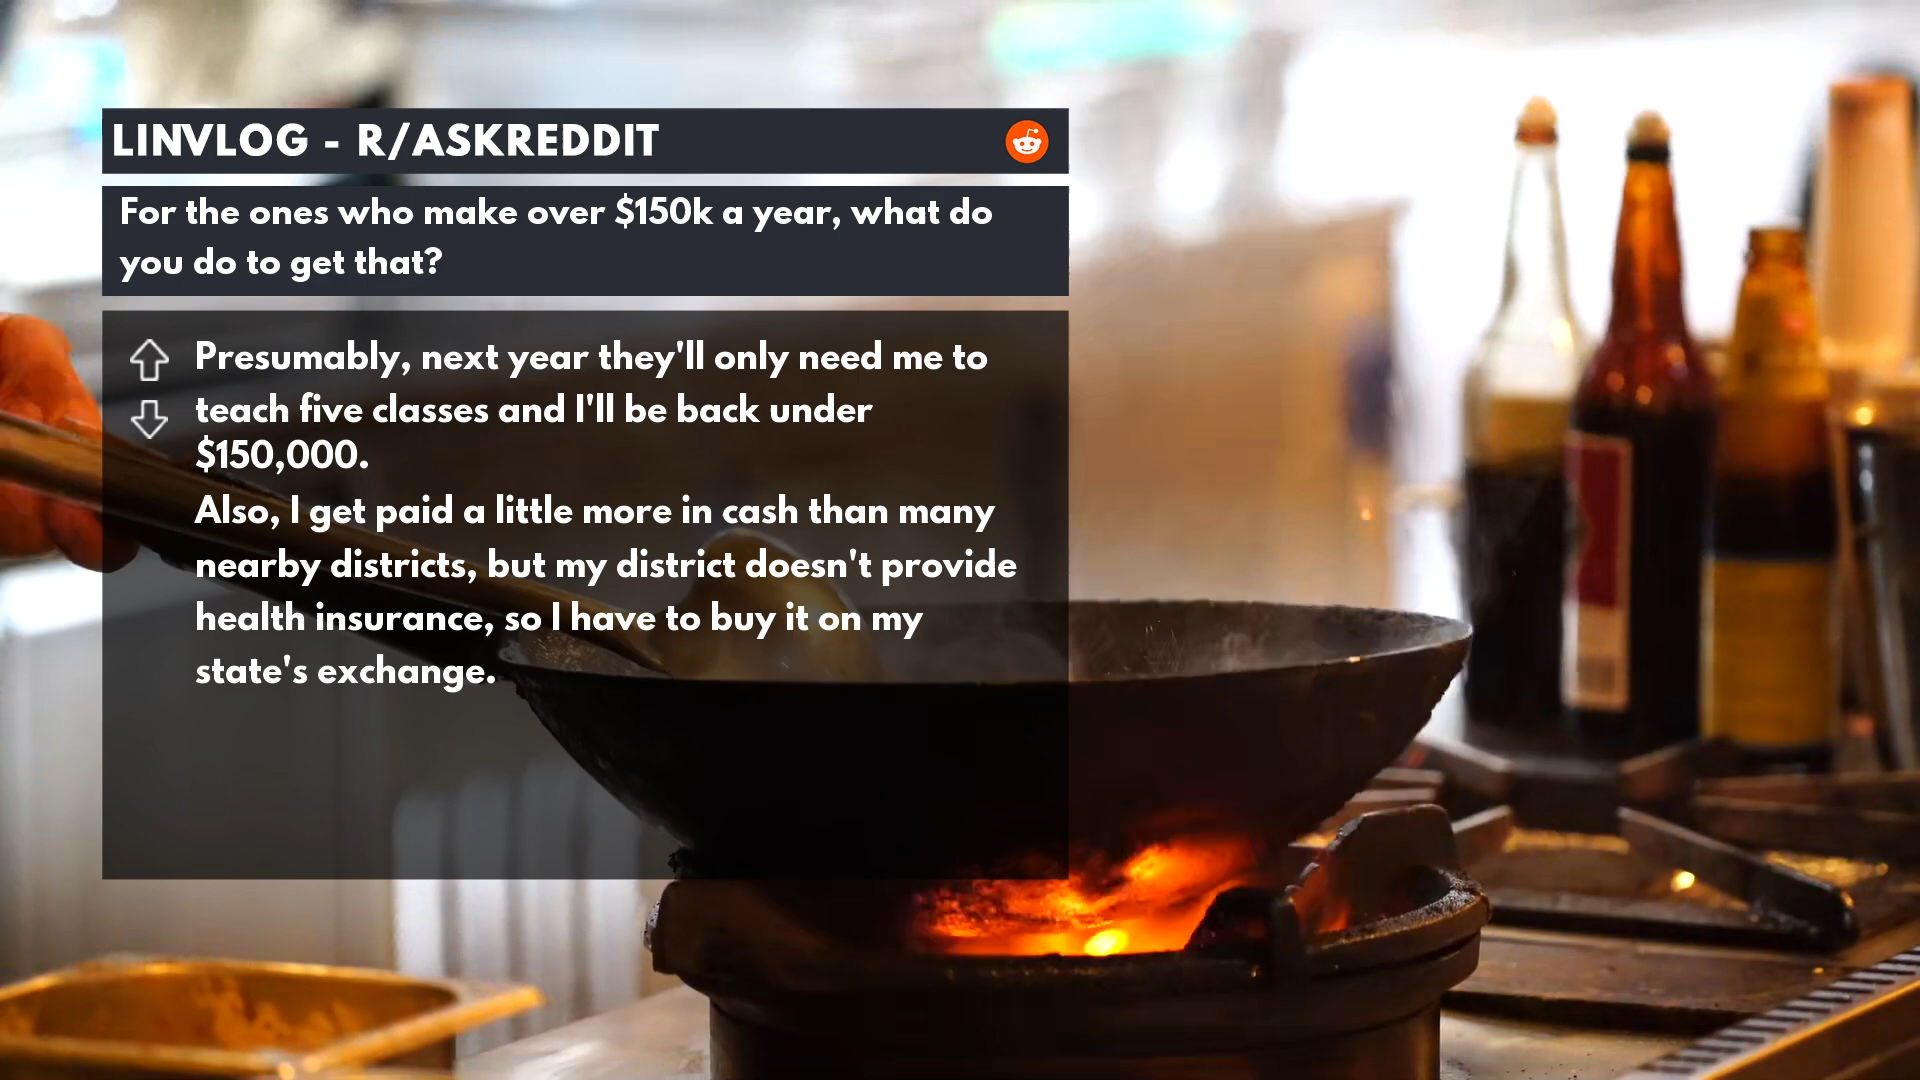 LINVLOG - R/ASKREDDIT
For the ones who make over $150k a year, what do
you do to get that?
Presumably, next year they'll only need me to
teach five classes and I'll be back under
$150,000.
Also, I get paid a little more in cash than many
nearby districts, but my district doesn't provide
health insurance, so I have to buy it on my
state's exchange.